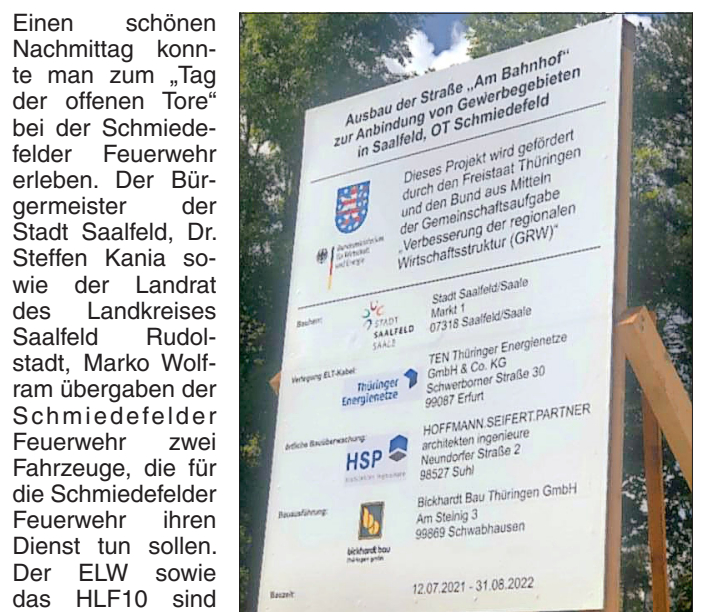 Einen schönen
Nachmittag konn-
te man zum „Tag
der offenen Tore“
bei der Schmiede-
felder Feuerwehr
erleben. Der Bür-
germeister der
Stadt Saalfeld, Dr.
Steffen Kania so-
wie der Landrat
des Landkreises
Saalfeld Rudol-
stadt, Marko Wolf-
ram übergaben der
Schmiedefelder
Feuerwehr zwei
Fahrzeuge, die für
die Schmiedefelder
Feuerwehr ihren
Dienst tun sollen.
Der ELW sowie
das HLF10 sind
Ausbau der Straße „Am Bahnhof“
zur Anbindung von Gewerbegebieten
in Saalfeld, OT Schmiedefeld
Dieses Projekt wird gefördert
durch den Freistaat Thüringen
und den Bund aus Mitteln
der Gemeinschaftsaufgabe
„Verbesserung der regionalen
Wirtschaftsstruktur (GRW)“
Bundesministerium
für Wirtschaft
und Energie
Bauherr:
STADT
SAALFELD
SAALE
Stadt Saalfeld/Saale
Markt 1
07318 Saalfeld/Saale
Verlegung ELT-Kabel:
Thüringer
Energienetze
TEN Thüringer Energienetze
GmbH & Co. KG
Schwerborner Straße 30
99087 Erfurt
örtliche Bauüberwachung:
HSP
HOFFMANN.SEIFERT.PARTNER
architekten ingenieure
Neundorfer Straße 2
98527 Suhl
Bauausführung:
bickhardt bau
thüringen gmbh
Bickhardt Bau Thüringen GmbH
Am Steinig 3
99869 Schwabhausen
Bauzeit:
12.07.2021 - 31.08.2022